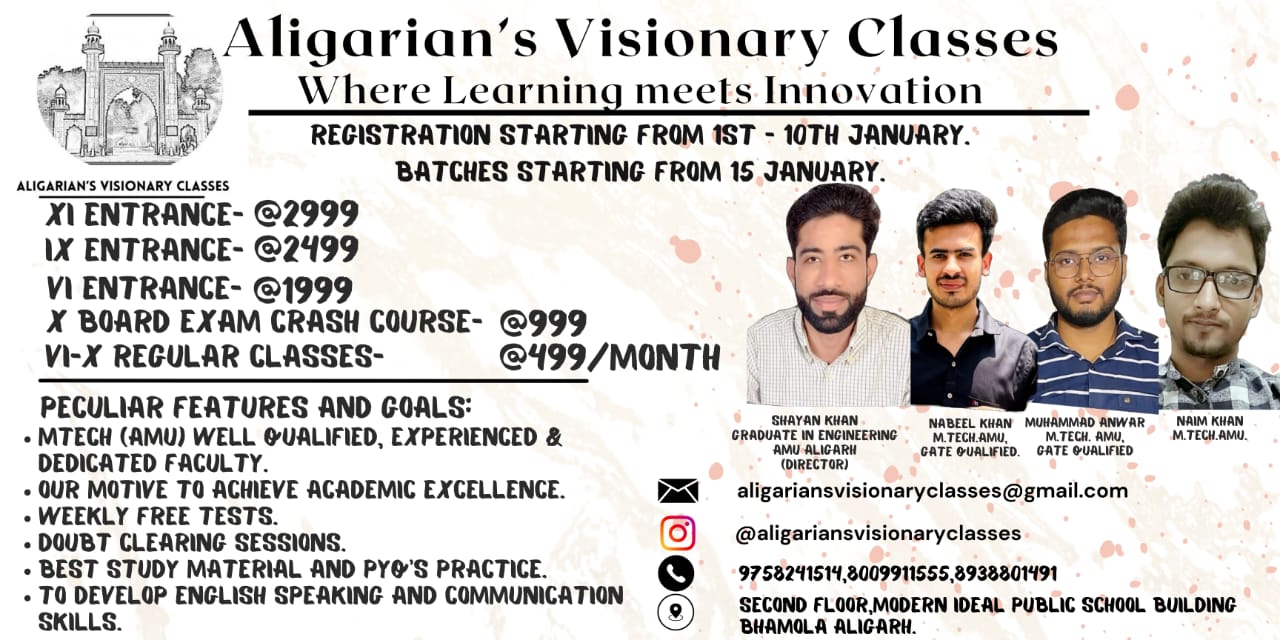 Aligarian's Visionary Classes
Where Learning meets Innovation
REGISTRATION STARTING FROM 1ST - 10TH JANUARY.
BATCHES STARTING FROM 15 JANUARY.
ALIGARIAN'S VISIONARY CLASSES
XI ENTRANCE- @2999
IX ENTRANCE- @2499
VI ENTRANCE- @1999
X BOARD EXAM CRASH COURSE- @999
VI-X REGULAR CLASSES- @499/MONTH
PECULIAR FEATURES AND GOALS:
• MTECH (AMU) WELL QUALIFIED, EXPERIENCED &
DEDICATED FACULTY.
• OUR MOTIVE TO ACHIEVE ACADEMIC EXCELLENCE.
• WEEKLY FREE TESTS.
• DOUBT CLEARING SESSIONS.
• BEST STUDY MATERIAL AND PYQ'S PRACTICE.
• TO DEVELOP ENGLISH SPEAKING AND COMMUNICATION
SKILLS.
SHAYAN KHAN
GRADUATE IN ENGINEERING
AMU ALIGARH
(DIRECTOR)
NABEEL KHAN
M.TECH.AMU,
GATE QUALIFIED.
MUHAMMAD ANWAR
M.TECH. AMU,
GATE QUALIFIED
NAIM KHAN
M.TECH.AMU.
aligariansvisionaryclasses@gmail.com
@aligariansvisionaryclasses
9758241514,8009911555,8938801491
SECOND FLOOR,MODERN IDEAL PUBLIC SCHOOL BUILDING
BHAMOLA ALIGARH.